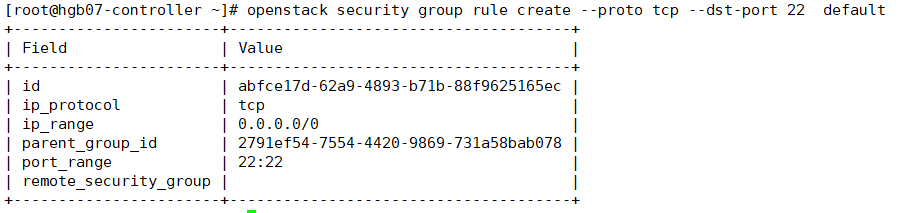 [root@hgb07-controller ~]# openstack security group rule create --proto tcp --dst-port 22  default
+-----------------------+--------------------------------------+
| Field                 | Value                                |
+-----------------------+--------------------------------------+
| id                    | abfce17d-62a9-4893-b71b-88f9625165ec |
| ip_protocol           | tcp                                  |
| ip_range              | 0.0.0.0/0                            |
| parent_group_id       | 2791ef54-7554-4420-9869-731a58bab078 |
| port_range            | 22:22                                |
| remote_security_group |                                      |
+-----------------------+--------------------------------------+